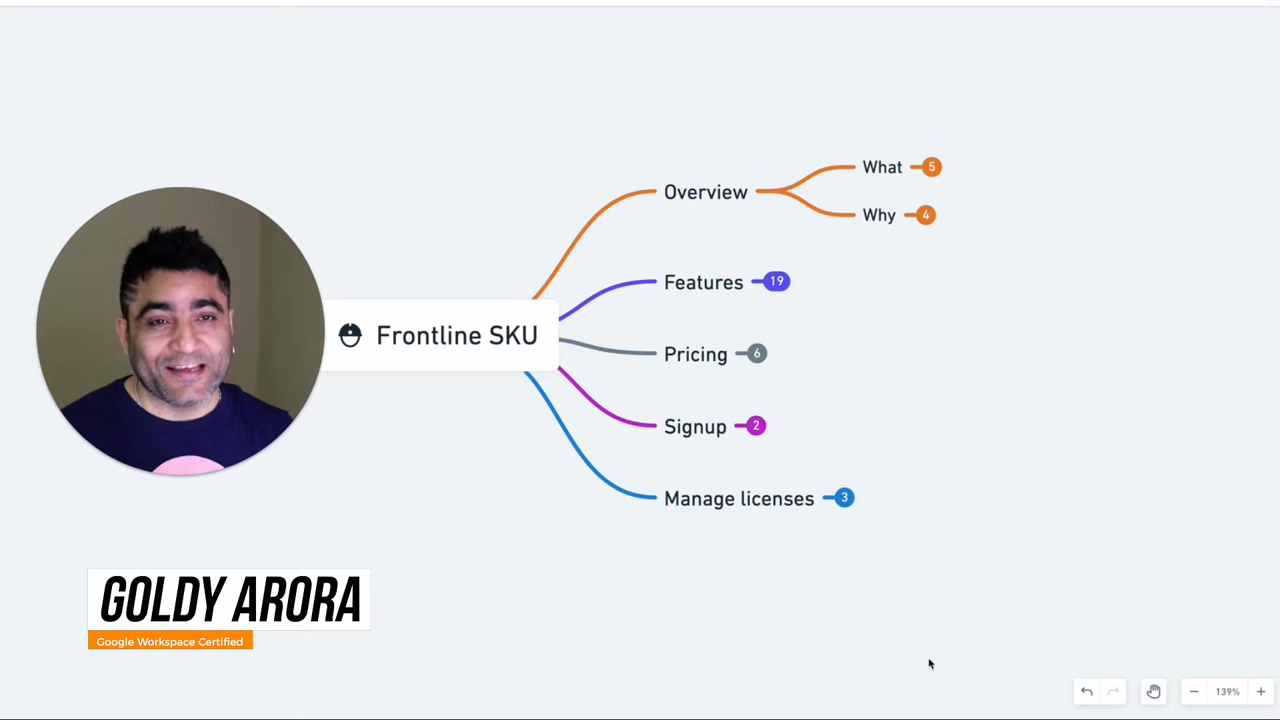 What 5
Overview
Why 4
Features 19
Frontline SKU
Pricing 6
Signup 2
Manage licenses 3
GOLDY ARORA
Google Workspace Certified
139%